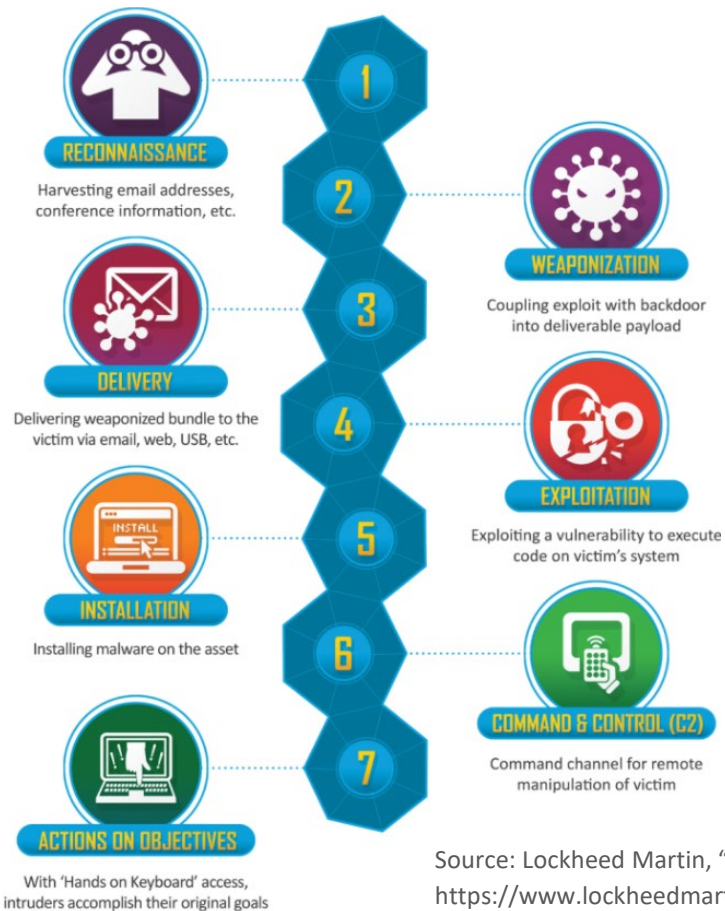 1
RECONNAISSANCE
Harvesting email addresses,
conference information, etc.
2
WEAPONIZATION
Coupling exploit with backdoor
into deliverable payload
3
DELIVERY
Delivering weaponized bundle to the
victim via email, web, USB, etc.
4
EXPLOITATION
Exploiting a vulnerability to execute
code on victim's system
5
INSTALL
INSTALLATION
Installing malware on the asset
6
COMMAND & CONTROL (C2)
Command channel for remote
manipulation of victim
7
ACTIONS ON OBJECTIVES
With 'Hands on Keyboard' access,
intruders accomplish their original goals
Source: Lockheed Martin, “
https://www.lockheedmar